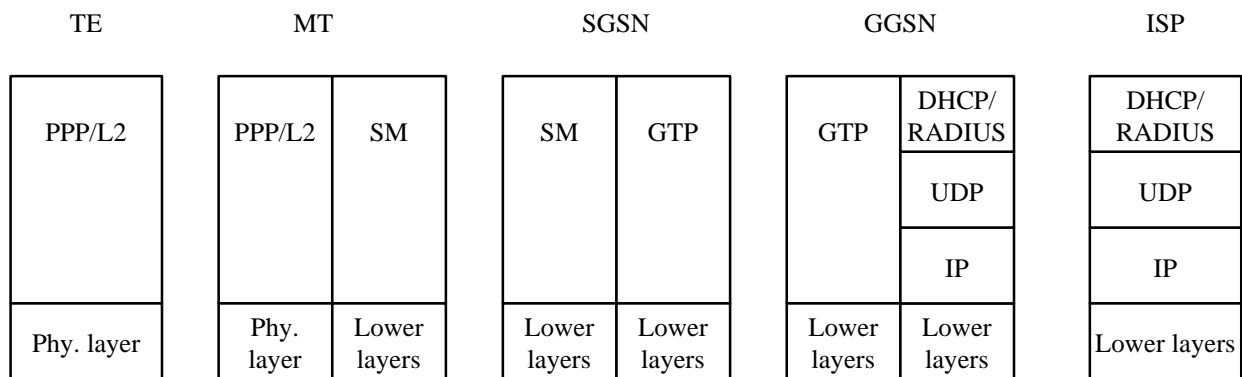 TE
MT
SGSN
GGSN
ISP
PPP/L2
PPP/L2
SM
SM
GTP
GTP
DHCP/
RADIUS
DHCP/
RADIUS
UDP
UDP
IP
IP
Phy. layer
Phy.
layer
Lower
layers
Lower
layers
Lower
layers
Lower
layers
Lower
layers
Lower layers